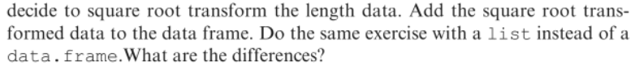 decide to square root transform the length data. Add the square root trans-
formed data to the data frame. Do the same exercise with a list instead of a
data.frame.What are the differences?